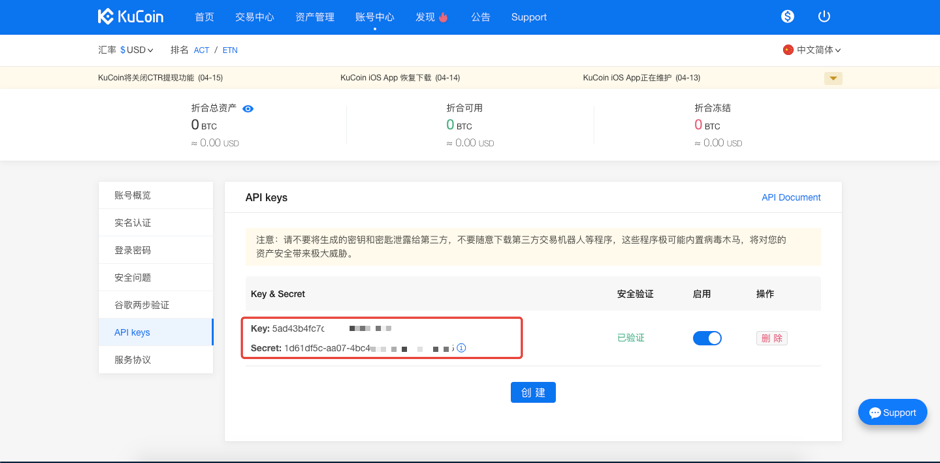 KuCoin 首页 交易中心 资产管理 账号中心 发现 公告 Support
汇率 $ USD 排名 ACT / ETN 中文简体
KuCoin将关闭CTR提现功能 (04-15) KuCoin iOS App 恢复下载 (04-14) KuCoin iOS App正在维护 (04-13)
折合总资产 折合可用 折合冻结
0 BTC 0 BTC 0 BTC
≈ 0.00 USD ≈ 0.00 USD ≈ 0.00 USD
账号概览
实名认证
登录密码
安全问题
谷歌两步验证
API keys
服务协议
API keys API Document
注意：请不要将生成的密钥和密匙泄露给第三方，不要随意下载第三方交易机器人等程序，这些程序极可能内置病毒木马，将对您的
资产安全带来极大威胁。
Key & Secret 安全验证 启用 操作
Key: 5ad43b4fc7
Secret: 1d61df5c-aa07-4bc4
已验证 删 除
创 建
Support